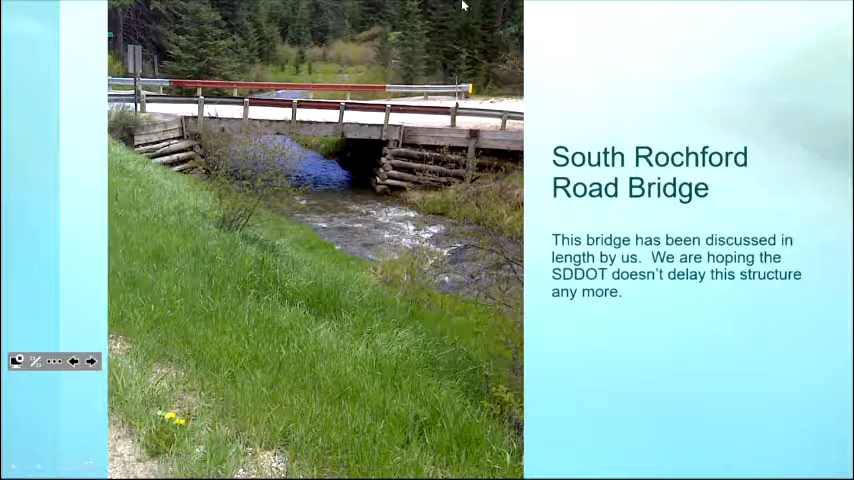 South Rochford
Road Bridge
This bridge has been discussed in
length by us.  We are hoping the
SDDOT doesn't delay this structure
any more.